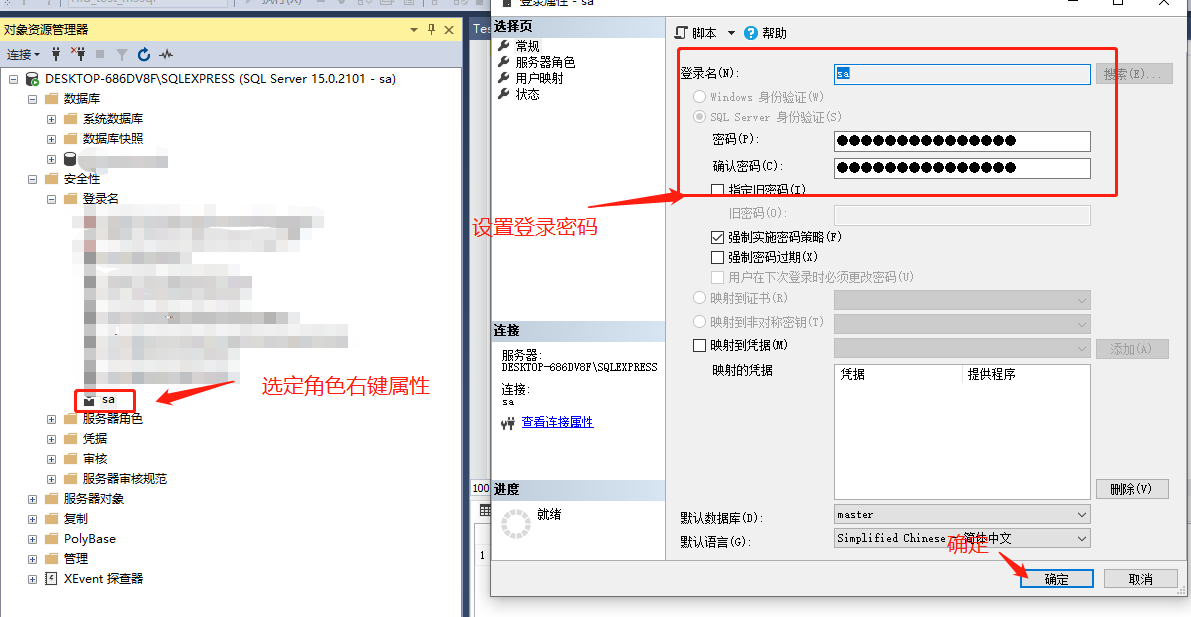 对象资源管理器
连接
DESKTOP-686DV8F\SQLEXPRESS (SQL Server 15.0.2101 - sa)
数据库
系统数据库
数据库快照
安全性
登录名
sa
选定角色右键属性
服务器角色
凭据
审核
服务器审核规范
服务器对象
复制
PolyBase
管理
XEvent 探查器
100
1
登录属性 - sa
选择页
常规
服务器角色
用户映射
状态
连接
服务器:
DESKTOP-686DV8F\SQLEXPRESS
连接:
sa
查看连接属性
进度
就绪
脚本
帮助
登录名(N):
sa
搜索(E)...
Windows 身份验证(W)
SQL Server 身份验证(S)
密码(P):
●●●●●●●●●●●●●●●
确认密码(C):
●●●●●●●●●●●●●●●
指定旧密码(I)
设置登录密码
旧密码(O):
强制实施密码策略(F)
强制密码过期(X)
用户在下次登录时必须更改密码(U)
映射到证书(R)
映射到非对称密钥(T)
映射到凭据(M)
添加(A)
映射的凭据
凭据
提供程序
删除(V)
默认数据库(D):
master
默认语言(G):
Simplified Chinese - 简体中文
确定
确定
取消